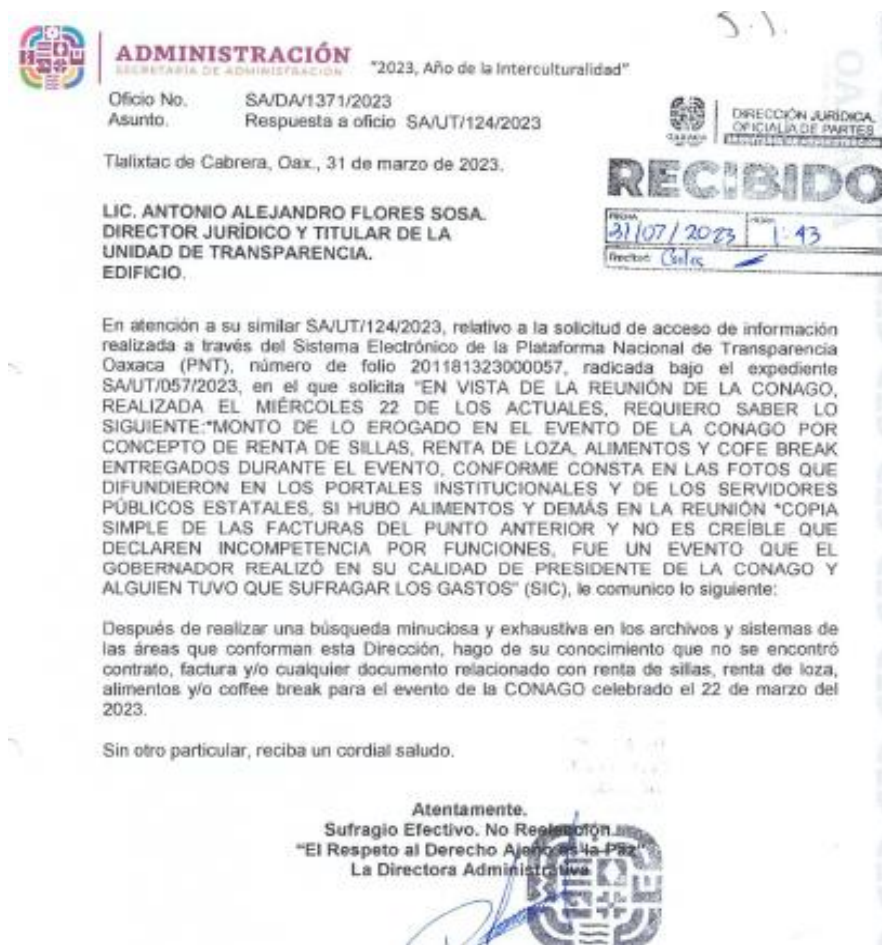 J.1.
ADMINISTRACIÓN
SECRETARÍA DE ADMINISTRACIÓN
"2023, Año de la Interculturalidad"
Oficio No. SA/DA/1371/2023
Asunto. Respuesta a oficio SA/UT/124/2023
DIRECCIÓN JURÍDICA.
OFICIALÍA DE PARTES
OAXACA
Tlalixtac de Cabrera, Oax., 31 de marzo de 2023.
RECIBIDO
FECHA HORA
31/07/2023 1:43
Recibió: Carlos
LIC. ANTONIO ALEJANDRO FLORES SOSA.
DIRECTOR JURÍDICO Y TITULAR DE LA
UNIDAD DE TRANSPARENCIA.
EDIFICIO.
En atención a su similar SA/UT/124/2023, relativo a la solicitud de acceso de información
realizada a través del Sistema Electrónico de la Plataforma Nacional de Transparencia
Oaxaca (PNT), número de folio 201181323000057, radicada bajo el expediente
SA/UT/057/2023, en el que solicita "EN VISTA DE LA REUNIÓN DE LA CONAGO,
REALIZADA EL MIÉRCOLES 22 DE LOS ACTUALES, REQUIERO SABER LO
SIGUIENTE:*MONTO DE LO EROGADO EN EL EVENTO DE LA CONAGO POR
CONCEPTO DE RENTA DE SILLAS, RENTA DE LOZA, ALIMENTOS Y COFE BREAK
ENTREGADOS DURANTE EL EVENTO, CONFORME CONSTA EN LAS FOTOS QUE
DIFUNDIERON EN LOS PORTALES INSTITUCIONALES Y DE LOS SERVIDORES
PÚBLICOS ESTATALES, SI HUBO ALIMENTOS Y DEMÁS EN LA REUNIÓN *COPIA
SIMPLE DE LAS FACTURAS DEL PUNTO ANTERIOR Y NO ES CREÍBLE QUE
DECLAREN INCOMPETENCIA POR FUNCIONES, FUE UN EVENTO QUE EL
GOBERNADOR REALIZÓ EN SU CALIDAD DE PRESIDENTE DE LA CONAGO Y
ALGUIEN TUVO QUE SUFRAGAR LOS GASTOS" (SIC), le comunico lo siguiente:
Después de realizar una búsqueda minuciosa y exhaustiva en los archivos y sistemas de
las áreas que conforman esta Dirección, hago de su conocimiento que no se encontró
contrato, factura y/o cualquier documento relacionado con renta de sillas, renta de loza,
alimentos y/o coffee break para el evento de la CONAGO celebrado el 22 de marzo del
2023.
Sin otro particular, reciba un cordial saludo.
Atentamente.
Sufragio Efectivo. No Reelección.
"El Respeto al Derecho Ajeno es la Paz"
La Directora Administrativa